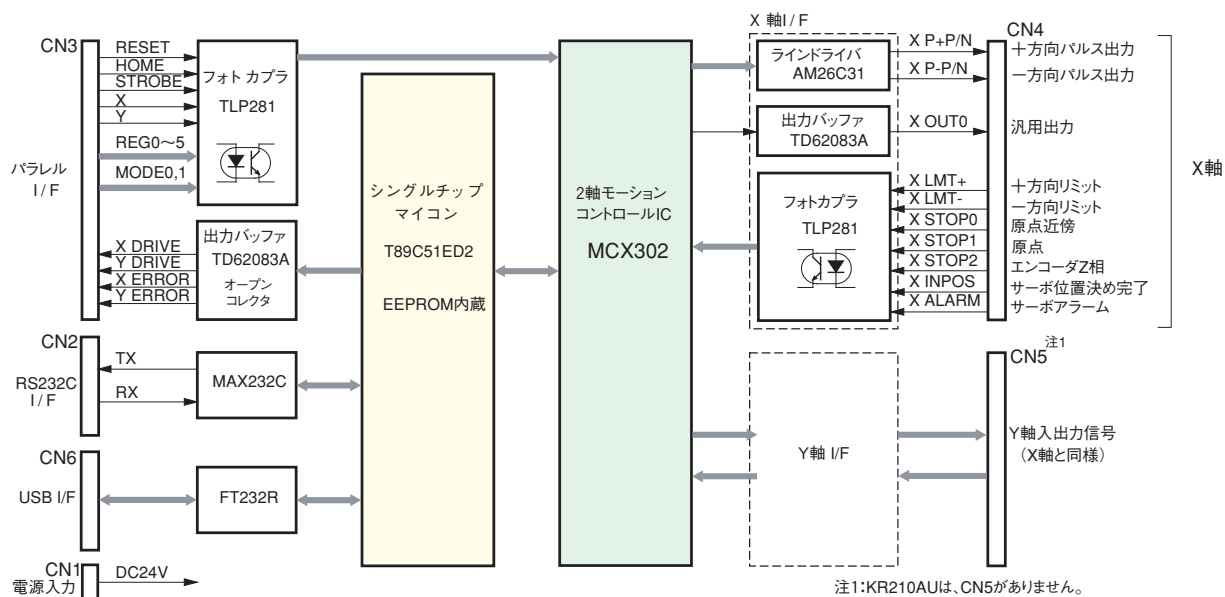 CN3
RESET
HOME
STROBE
X
Y
REG0～5
MODE0,1
パラレル
I / F
X DRIVE
Y DRIVE
X ERROR
Y ERROR
フォト カプラ
TLP281
出力バッファ
TD62083A
オープン
コレクタ
CN2
RS232C
I / F
TX
RX
MAX232C
CN6
USB I/F
FT232R
CN1
電源入力
DC24V
シングルチップ
マイコン
T89C51ED2
EEPROM内蔵
2軸モーション
コントロールIC
MCX302
X 軸I / F
ラインドライバ
AM26C31
出力バッファ
TD62083A
フォトカプラ
TLP281
X P+P/N
X P-P/N
X OUT0
X LMT+
X LMT-
X STOP0
X STOP1
X STOP2
X INPOS
X ALARM
CN4
＋方向パルス出力
－方向パルス出力
汎用出力
＋方向リミット
－方向リミット
原点近傍
原点
エンコーダZ相
サーボ位置決め完了
サーボアラーム
X軸
Y軸 I/F
CN5 注1
Y軸入出力信号
（X軸と同様）
注1:KR210AUは、CN5がありません。